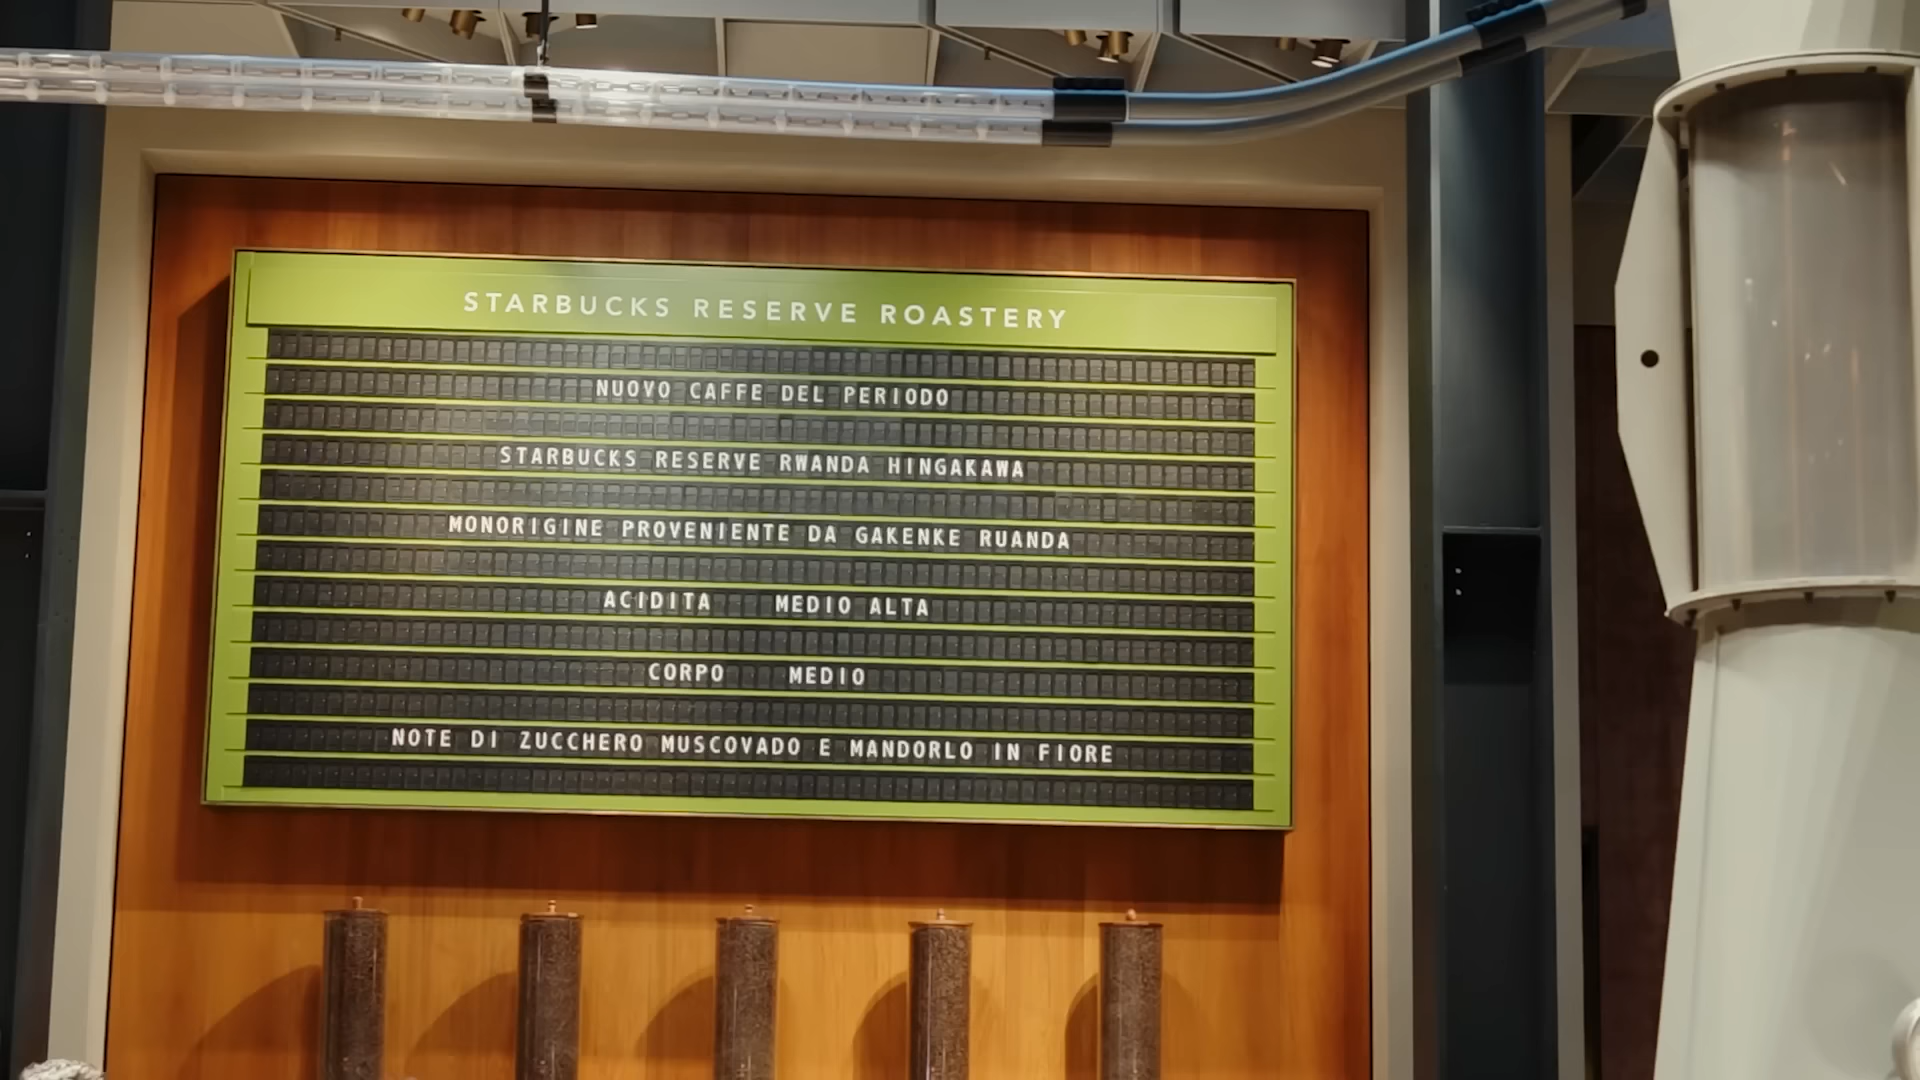 STARBUCKS RESERVE ROASTERY
NUOVO CAFFE DEL PERIODO
STARBUCKS RESERVE RWANDA HINGAKAWA
MONORIGINE PROVENIENTE DA GAKENKE RUANDA
ACIDITA MEDIO ALTA
CORPO MEDIO
NOTE DI ZUCCHERO MUSCOVADO E MANDORLO IN FIORE